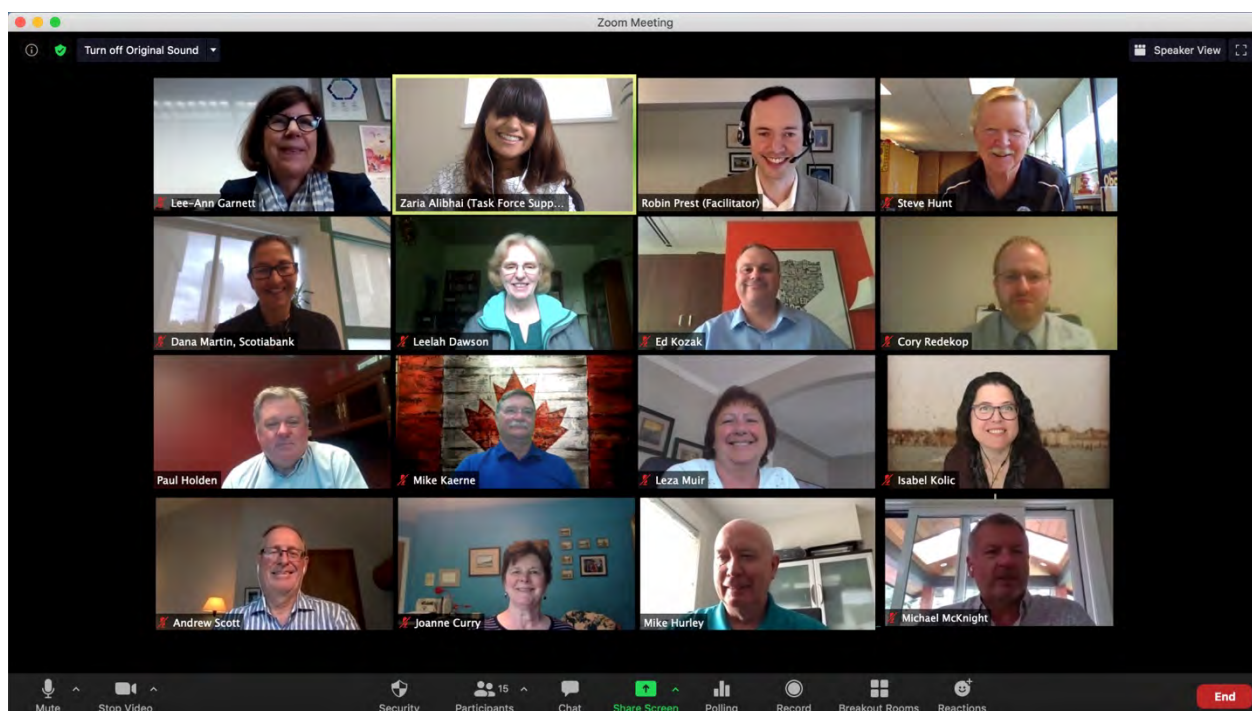 Zoom Meeting
Turn off Original Sound
Speaker View
Lee-Ann Garnett
Zaria Alibhai (Task Force Supp...
Robin Prest (Facilitator)
Steve Hunt
Dana Martin, Scotiabank
Leelah Dawson
Ed Kozak
Cory Redekop
Paul Holden
Mike Kaerne
Leza Muir
Isabel Kolic
Andrew Scott
Joanne Curry
Mike Hurley
Michael McKnight
Mute
Stop Video
Security
Participants
15
Chat
Share Screen
Polling
Record
Breakout Rooms
Reactions
End